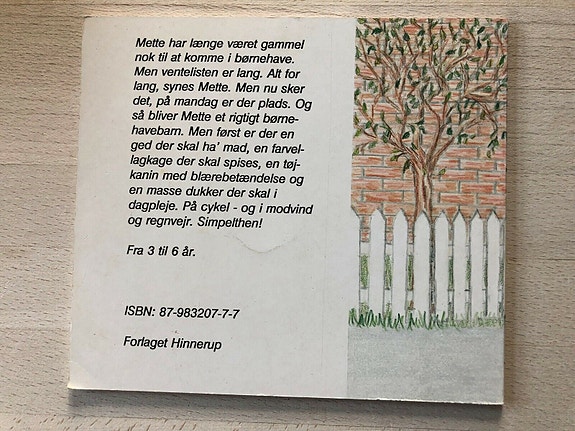 Mette har længe været gammel
nok til at komme i børnehave.
Men ventelisten er lang. Alt for
lang, synes Mette. Men nu sker
det, på mandag er der plads. Og
så bliver Mette et rigtigt børne-
havebarn. Men først er der en
ged der skal ha' mad, en farvel-
lagkage der skal spises, en tøj-
kanin med blærebetændelse og
en masse dukker der skal i
dagpleje. På cykel - og i modvind
og regnvejr. Simpelthen!
Fra 3 til 6 år.
ISBN: 87-983207-7-7
Forlaget Hinnerup